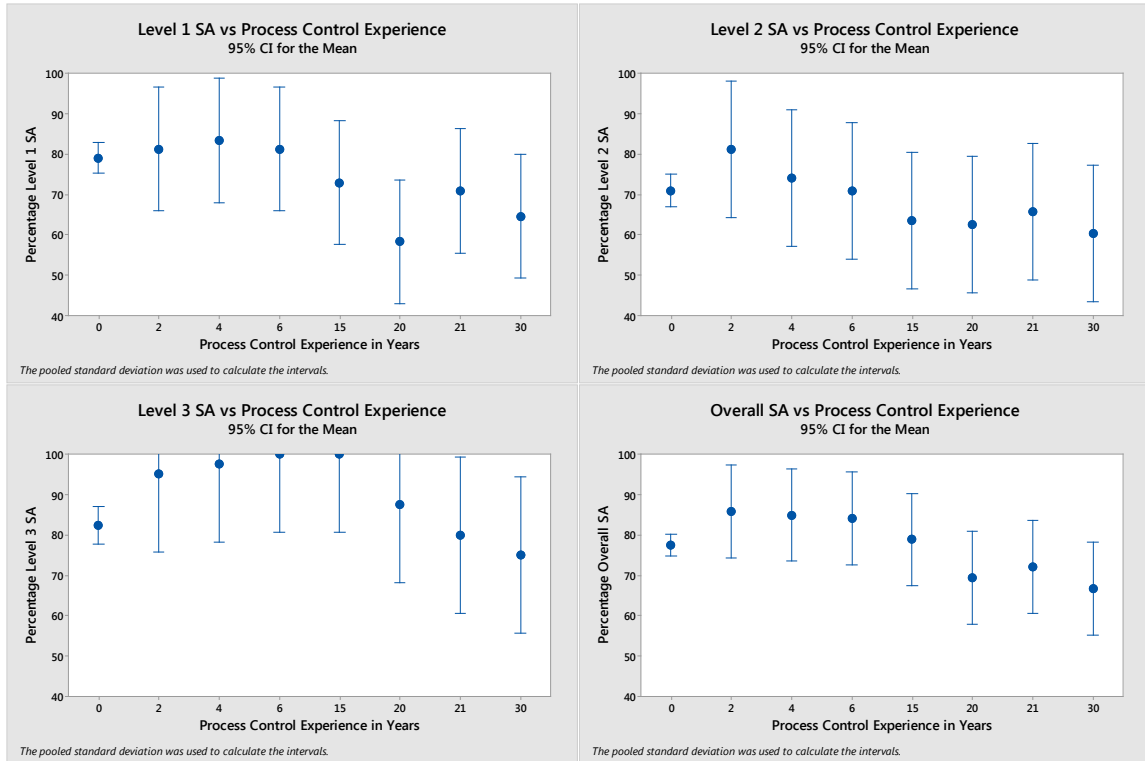 Level 1 SA vs Process Control Experience
95% CI for the Mean
100
90
80
70
60
50
40
Percentage Level 1 SA
0 2 4 6 15 20 21 30
Process Control Experience in Years
The pooled standard deviation was used to calculate the intervals.
Level 2 SA vs Process Control Experience
95% CI for the Mean
100
90
80
70
60
50
40
Percentage Level 2 SA
0 2 4 6 15 20 21 30
Process Control Experience in Years
The pooled standard deviation was used to calculate the intervals.
Level 3 SA vs Process Control Experience
95% CI for the Mean
100
90
80
70
60
50
40
Percentage Level 3 SA
0 2 4 6 15 20 21 30
Process Control Experience in Years
The pooled standard deviation was used to calculate the intervals.
Overall SA vs Process Control Experience
95% CI for the Mean
100
90
80
70
60
50
40
Percentage Overall SA
0 2 4 6 15 20 21 30
Process Control Experience in Years
The pooled standard deviation was used to calculate the intervals.